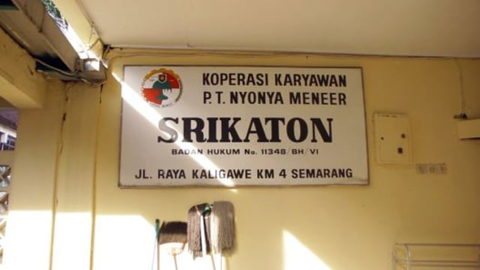 KOPERASI KARYAWAN
P.T. NYONYA MENEER
SRIKATON
BADAN HUKUM No. 11348/BH/VI
JL. RAYA KALIGAWE KM 4 SEMARANG